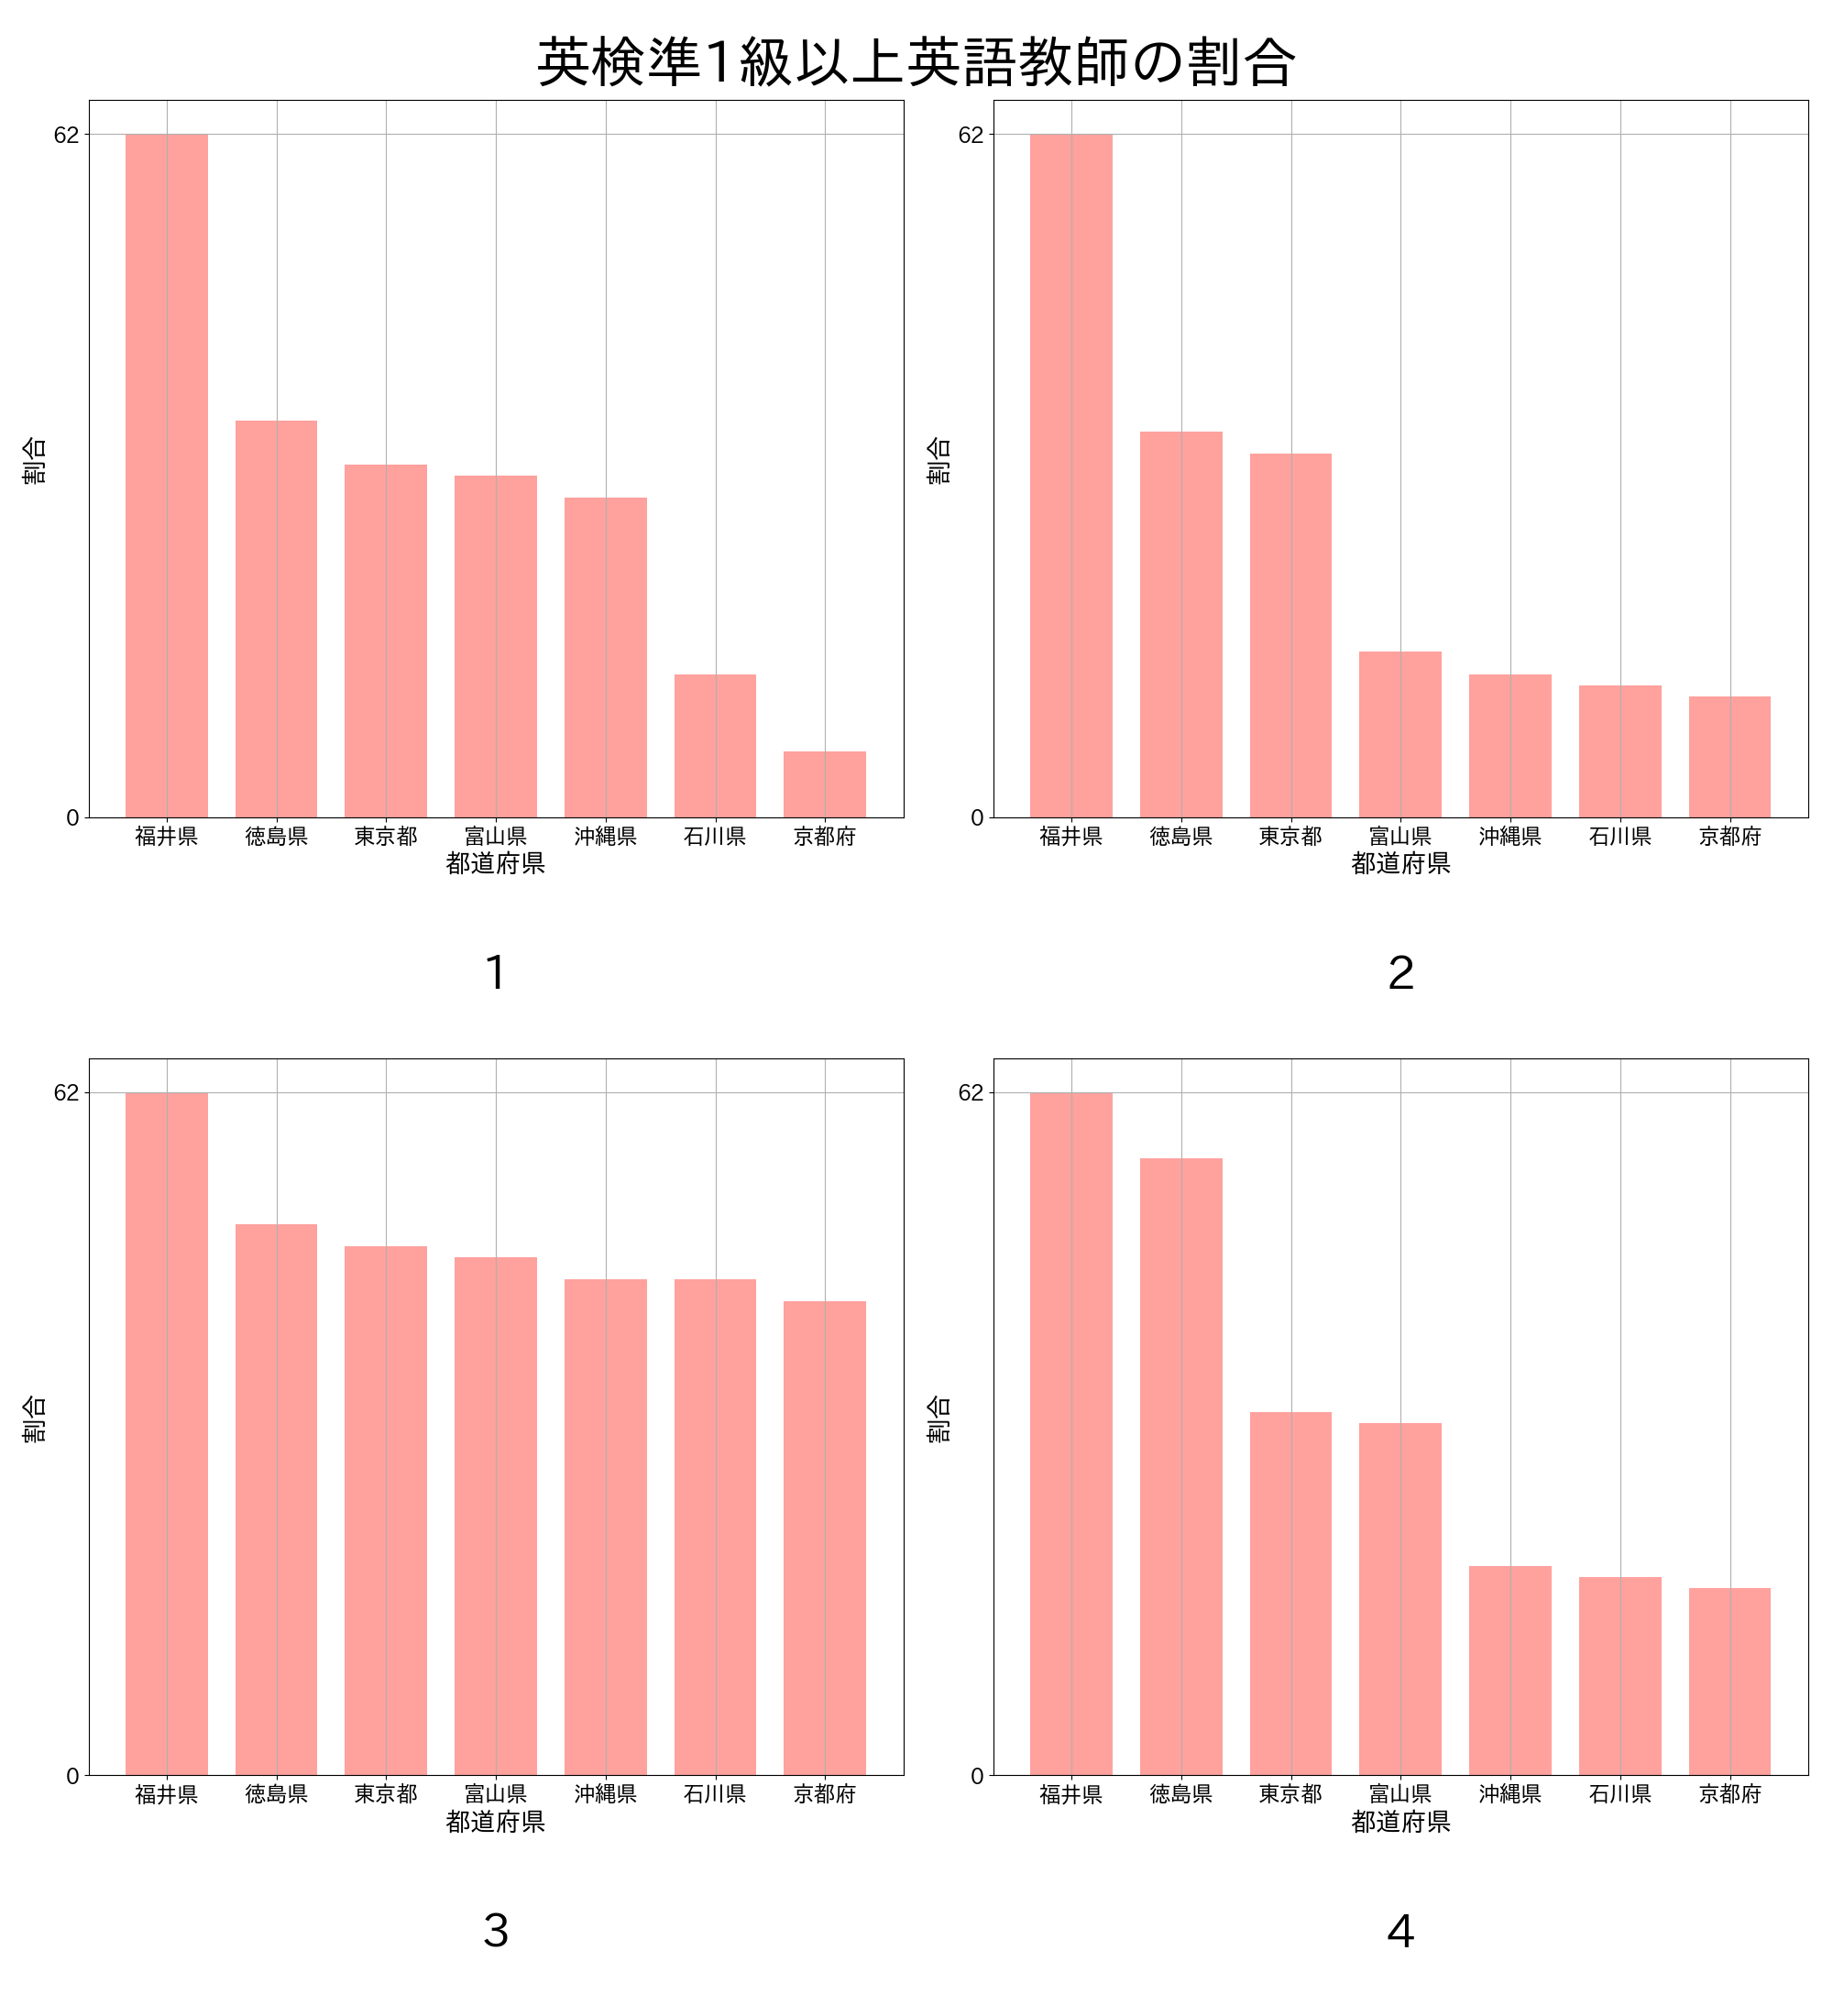 英検準1級以上英語教師の割合
62
0
割合
福井県 徳島県 東京都 富山県 沖縄県 石川県 京都府
都道府県
1
62
0
割合
福井県 徳島県 東京都 富山県 沖縄県 石川県 京都府
都道府県
2
62
0
割合
福井県 徳島県 東京都 富山県 沖縄県 石川県 京都府
都道府県
3
62
0
割合
福井県 徳島県 東京都 富山県 沖縄県 石川県 京都府
都道府県
4